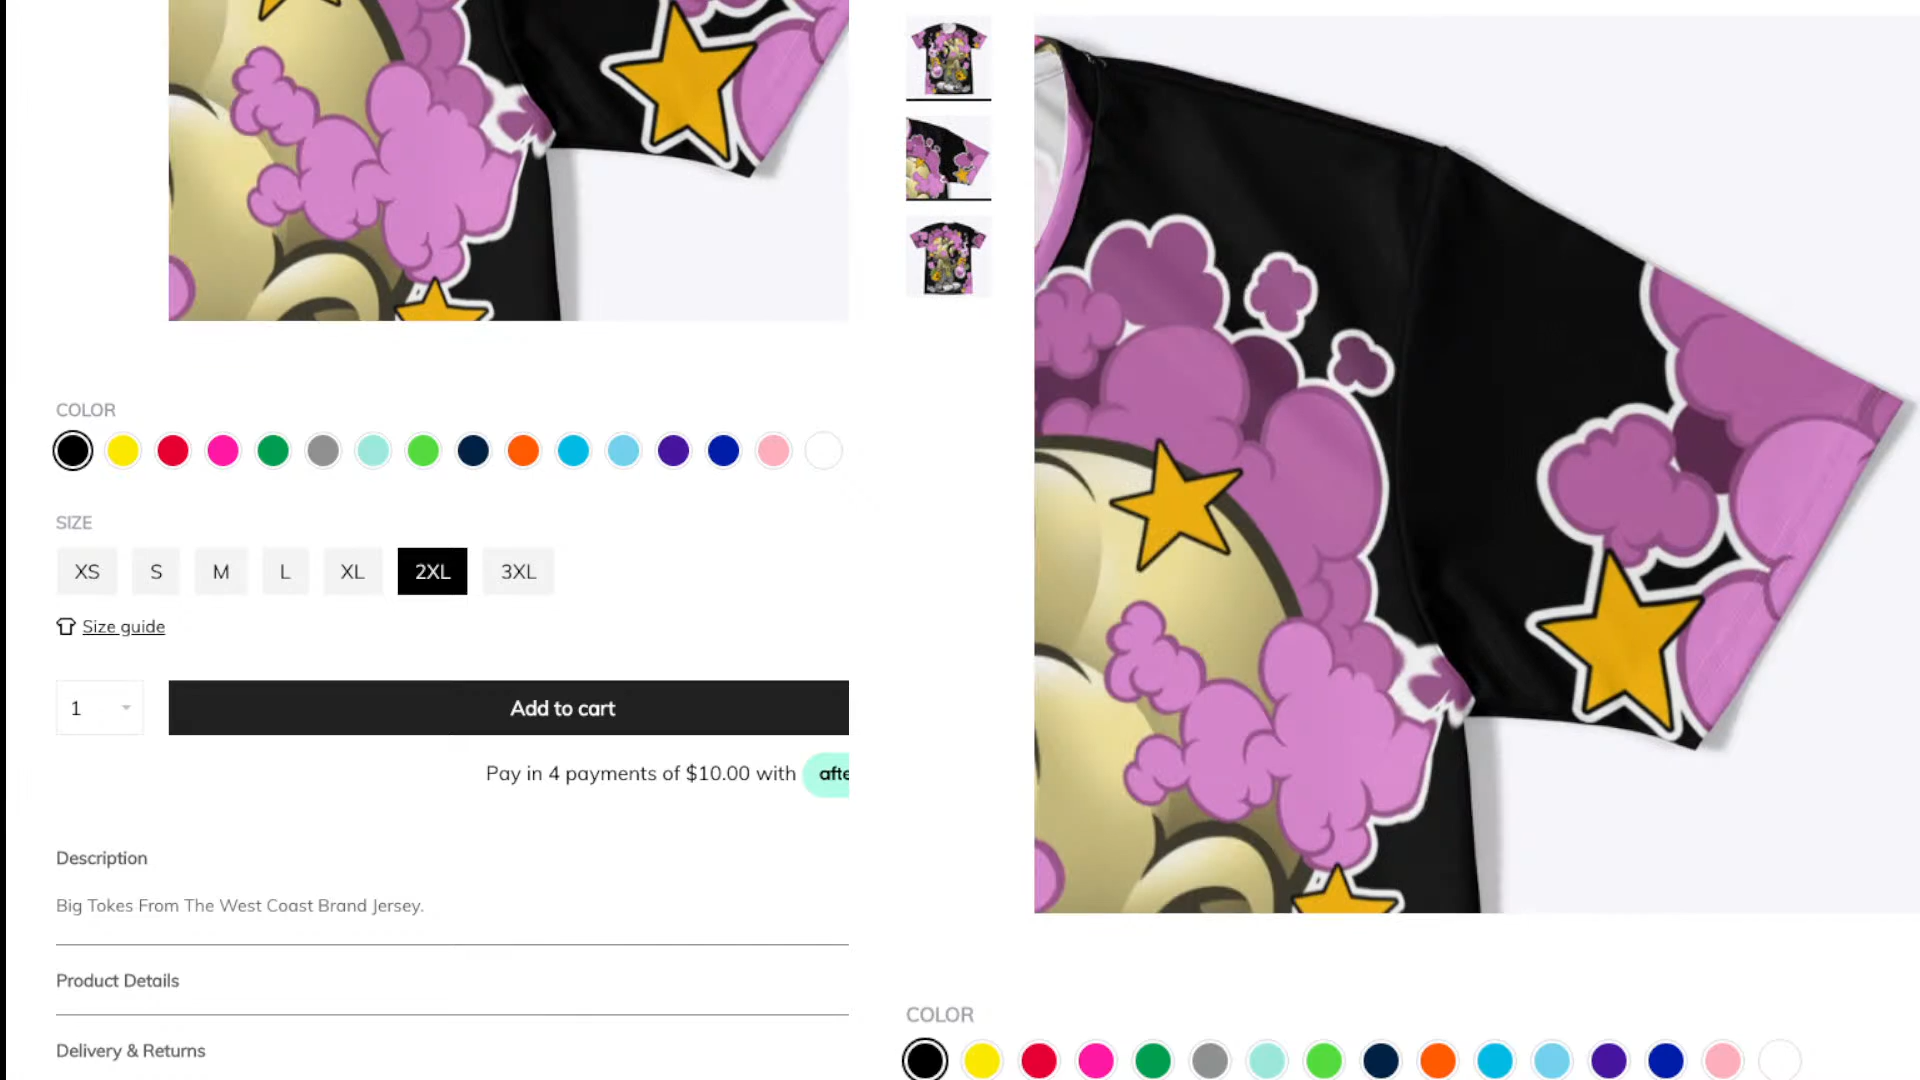 COLOR
SIZE
XS S M L XL 2XL 3XL
Size guide
1
Add to cart
Pay in 4 payments of $10.00 with afte
Description
Big Tokes From The West Coast Brand Jersey.
Product Details
Delivery & Returns
COLOR